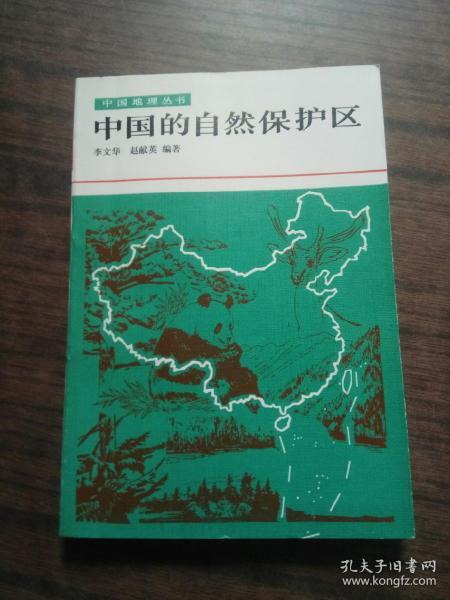 中国地理丛书
中国的自然保护区
李文华 赵献英 编著
孔夫子旧书网
www.kongfz.com